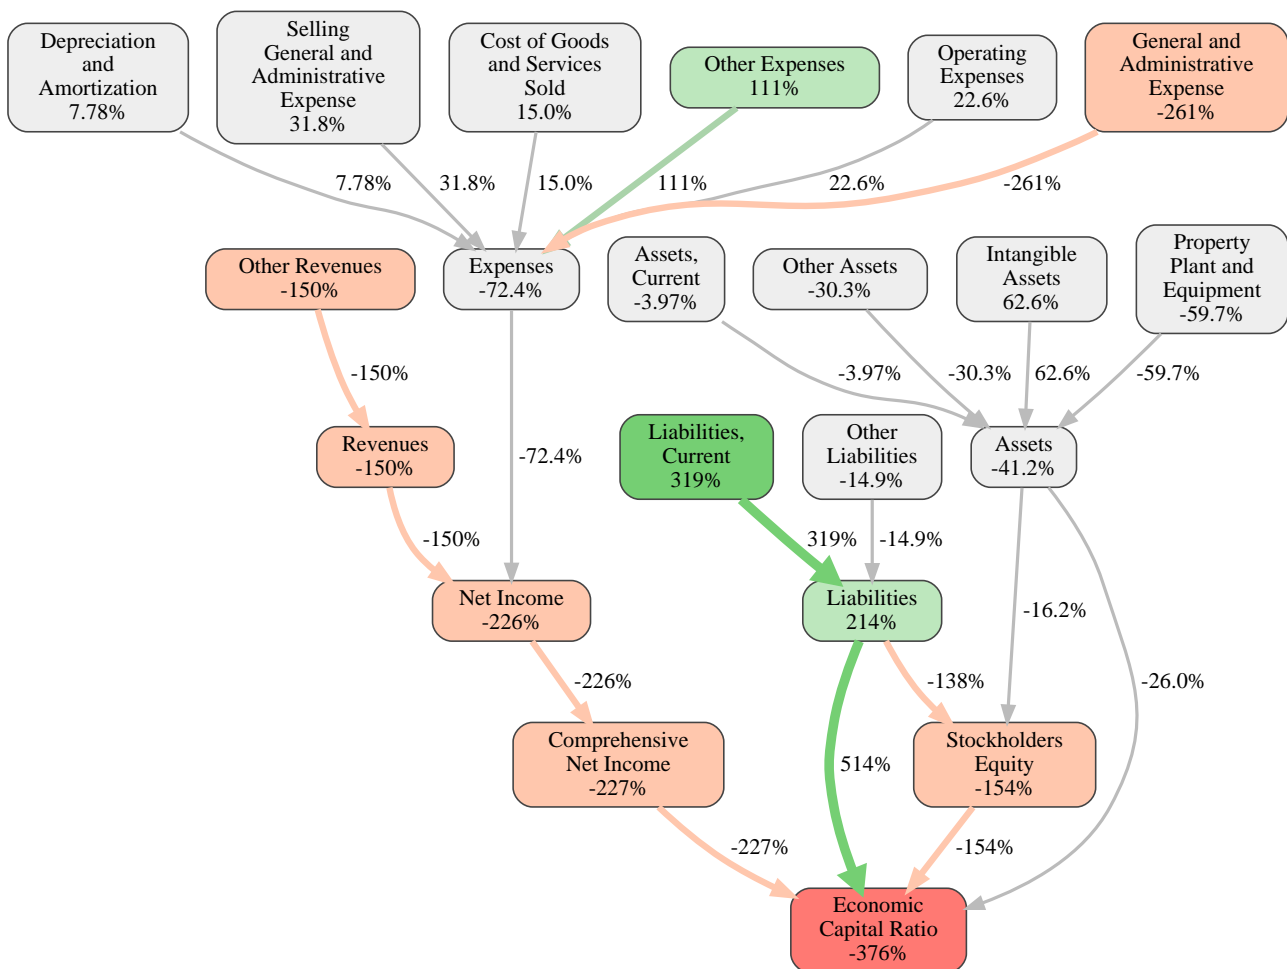 Depreciation
and
Amortization
7.78%
Selling
General and
Administrative
Expense
31.8%
Cost of Goods
and Services
Sold
15.0%
Other Expenses
111%
Operating
Expenses
22.6%
General and
Administrative
Expense
-261%
7.78%
31.8%
15.0%
111%
22.6%
-261%
Other Revenues
-150%
Expenses
-72.4%
Assets,
Current
-3.97%
Other Assets
-30.3%
Intangible
Assets
62.6%
Property
Plant and
Equipment
-59.7%
-150%
-3.97%
-30.3%
62.6%
-59.7%
Revenues
-150%
-72.4%
Liabilities,
Current
319%
Other
Liabilities
-14.9%
Assets
-41.2%
-150%
319%
-14.9%
Net Income
-226%
Liabilities
214%
-16.2%
-226%
-138%
-26.0%
Comprehensive
Net Income
-227%
514%
Stockholders
Equity
-154%
-227%
-154%
Economic
Capital Ratio
-376%